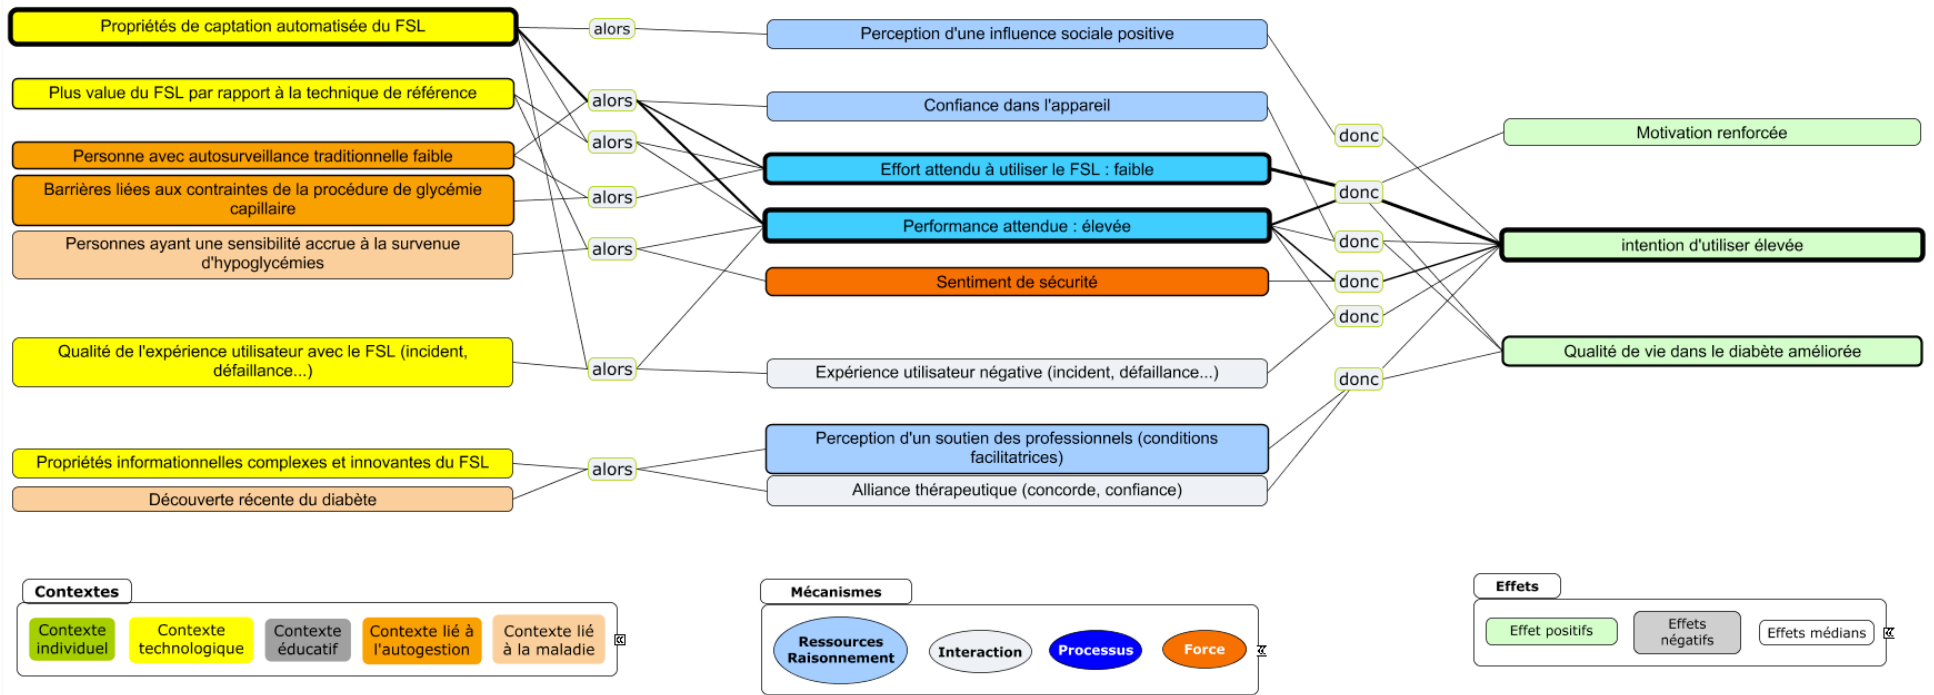 Propriétés de captation automatisée du FSL
Plus value du FSL par rapport à la technique de référence
Personne avec autosurveillance traditionnelle faible
Barrières liées aux contraintes de la procédure de glycémie
capillaire
Personnes ayant une sensibilité accrue à la survenue
d'hypoglycémies
Qualité de l'expérience utilisateur avec le FSL (incident,
défaillance...)
Propriétés informationnelles complexes et innovantes du FSL
Découverte récente du diabète
alors
alors
alors
alors
alors
alors
alors
Perception d'une influence sociale positive
Confiance dans l'appareil
Effort attendu à utiliser le FSL : faible
Performance attendue : élevée
Sentiment de sécurité
Expérience utilisateur négative (incident, défaillance...)
Perception d'un soutien des professionnels (conditions
facilitatrices)
Alliance thérapeutique (concorde, confiance)
donc
donc
donc
donc
donc
donc
Motivation renforcée
intention d'utiliser élevée
Qualité de vie dans le diabète améliorée
Contextes
Contexte
individuel
Contexte
technologique
Contexte
éducatif
Contexte lié à
l'autogestion
Contexte lié
à la maladie
Mécanismes
Ressources
Raisonnement
Interaction
Processus
Force
Effets
Effet positifs
Effets
négatifs
Effets médians